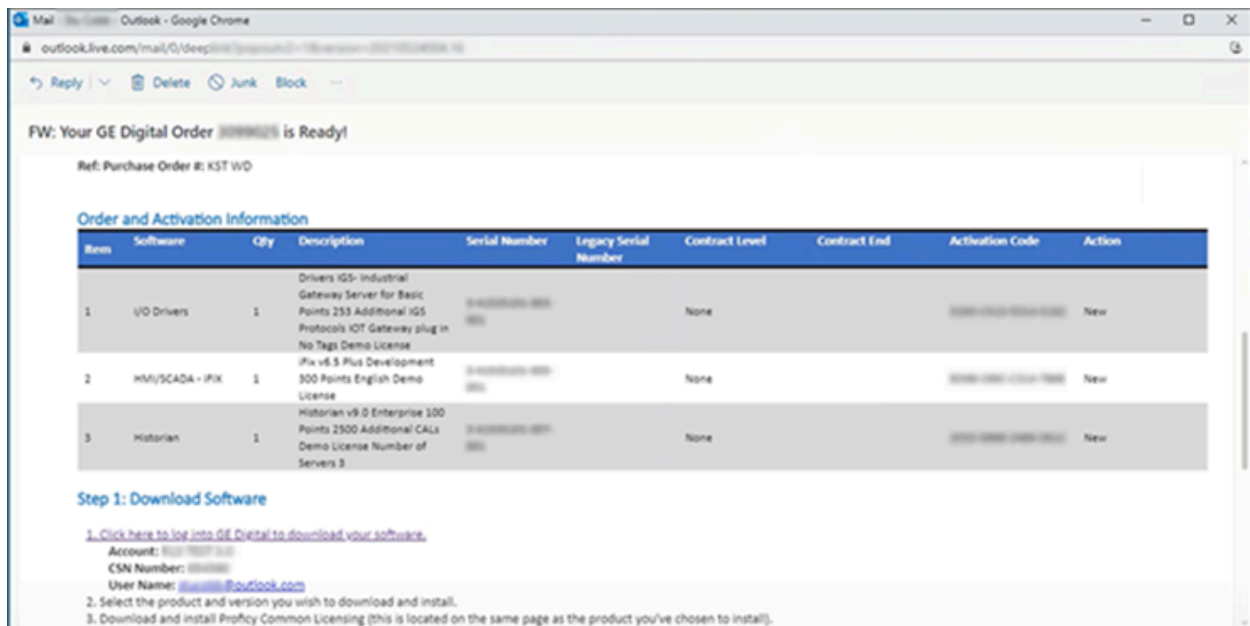 Mail Outlook - Google Chrome
outlook.live.com/mail/0/deep
Reply Delete Junk Block ...
FW: Your GE Digital Order is Ready!
Ref: Purchase Order #: KST WD
Order and Activation Information
Item Software Qty Description Serial Number Legacy Serial Number Contract Level Contract End Activation Code Action
Drivers IGS- Industrial
Gateway Server for Basic
1 I/O Drivers 1 Points 253 Additional IGS None New
Protocols IOT Gateway plug in
No Tags Demo License
iFix v6.5 Plus Development
2 HMI/SCADA - iFIX 1 300 Points English Demo None New
License
Historian v9.0 Enterprise 100
Points 2500 Additional CALs
3 Historian 1 Demo License Number of None New
Servers 3
Step 1: Download Software
1. Click here to log into GE Digital to download your software.
Account:
CSN Number:
User Name: @outlook.com
2. Select the product and version you wish to download and install.
3. Download and install Proficy Common Licensing (this is located on the same page as the product you've chosen to install).